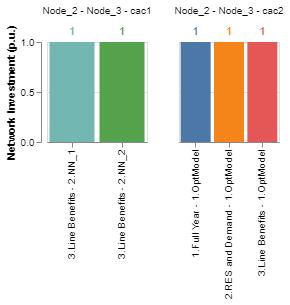 Node_2 - Node_3 - cac1
Node_2 - Node_3 - cac2
1
1
1
1
1
Network Investment (p.u.)
1.0
0.5
0.0
3.Line Benefits - 2.NN_1
3.Line Benefits - 2.NN_2
1.Full Year - 1.OptModel
2.RES and Demand - 1.OptModel
3.Line Benefits - 1.OptModel